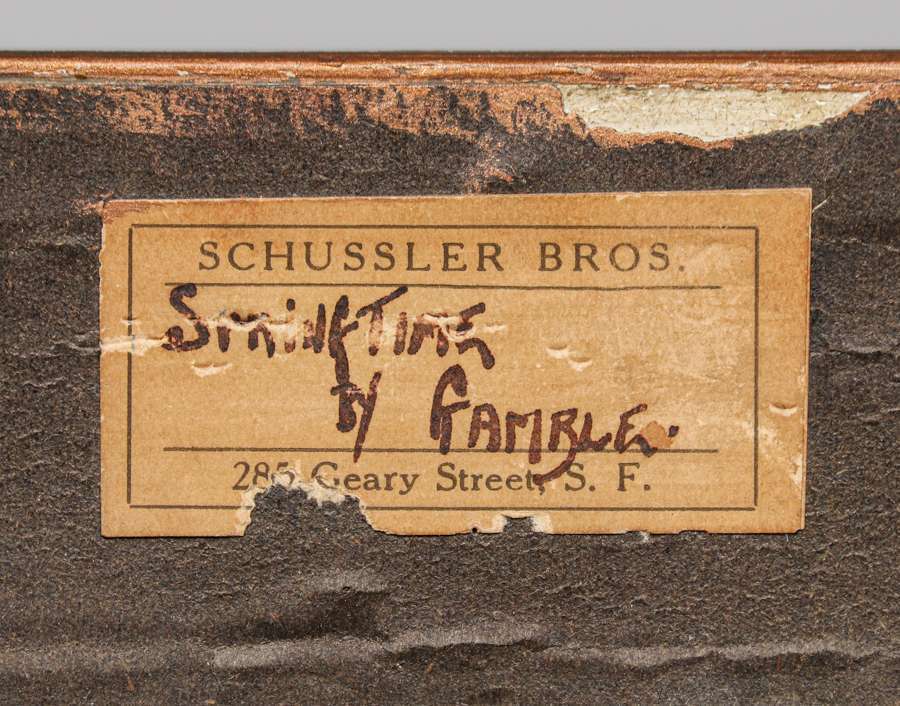 SCHUSSLER BROS.
SPRINGTIME
BY GAMBLE.
285 Geary Street, S. F.